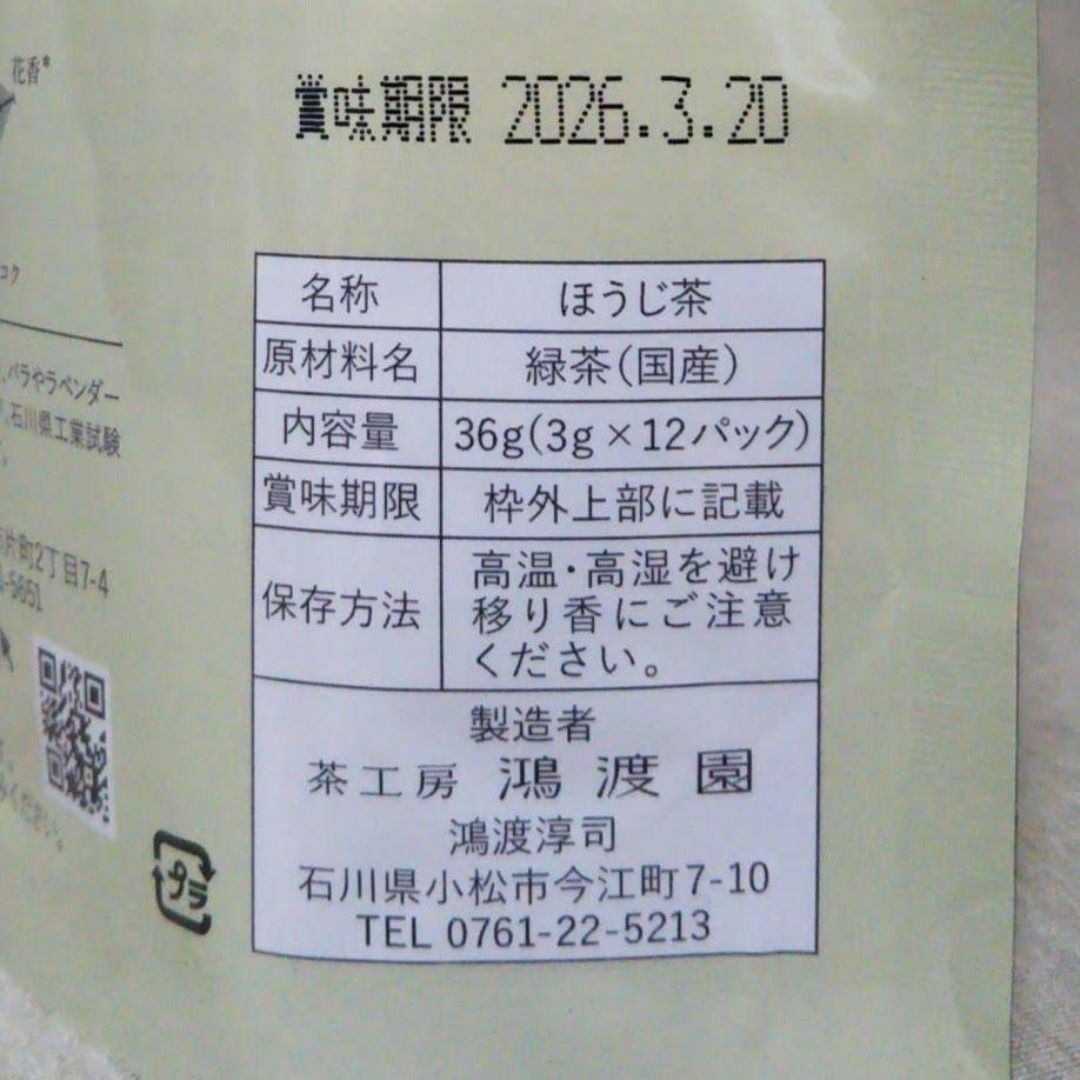 花香*
賞味期限 2026.3.20
コク
バラやラベンダー
石川県工業試験
片町2丁目7-4
-5651
ください。
プラ
名称 ほうじ茶
原材料名 緑茶(国産)
内容量 36g(3g×12パック)
賞味期限 枠外上部に記載
保存方法 高温・高湿を避け
移り香にご注意
ください。
製造者
茶工房 鴻渡園
鴻渡淳司
石川県小松市今江町7-10
TEL 0761-22-5213